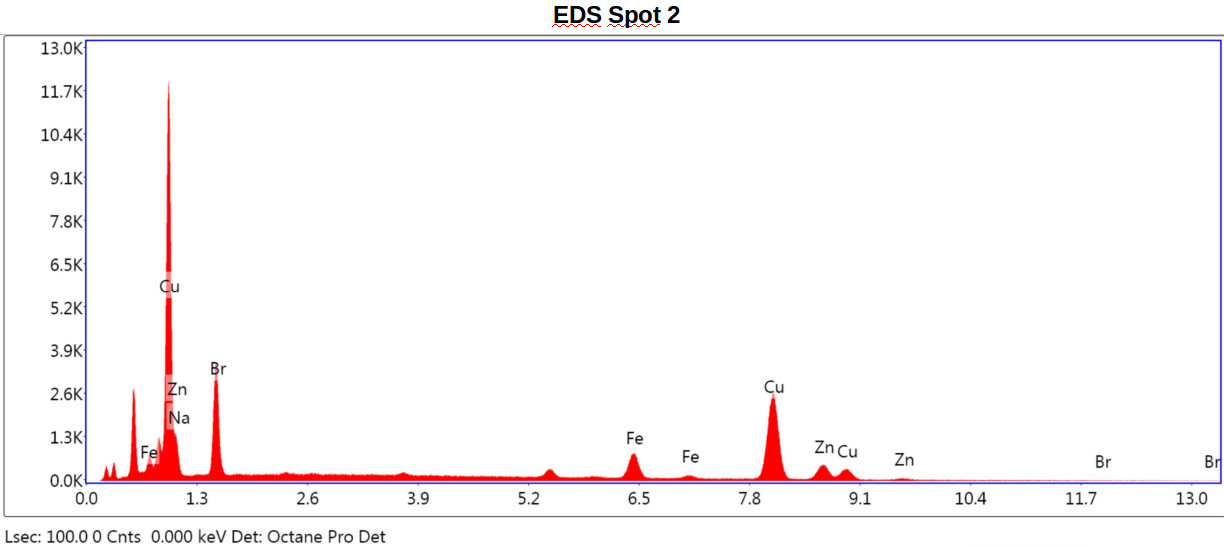 EDS Spot 2
13.0K
11.7K
10.4K
9.1K
7.8K
6.5K
Cu
5.2K
3.9K
Br
Cu
2.6K
Zn
Na
1.3K
Fe
Fe
Fe
Zn
Cu
Zn
Br
Br
0.0K
0.0 1.3 2.6 3.9 5.2 6.5 7.8 9.1 10.4 11.7 13.0
Lsec: 100.0 0 Cnts 0.000 keV Det: Octane Pro Det